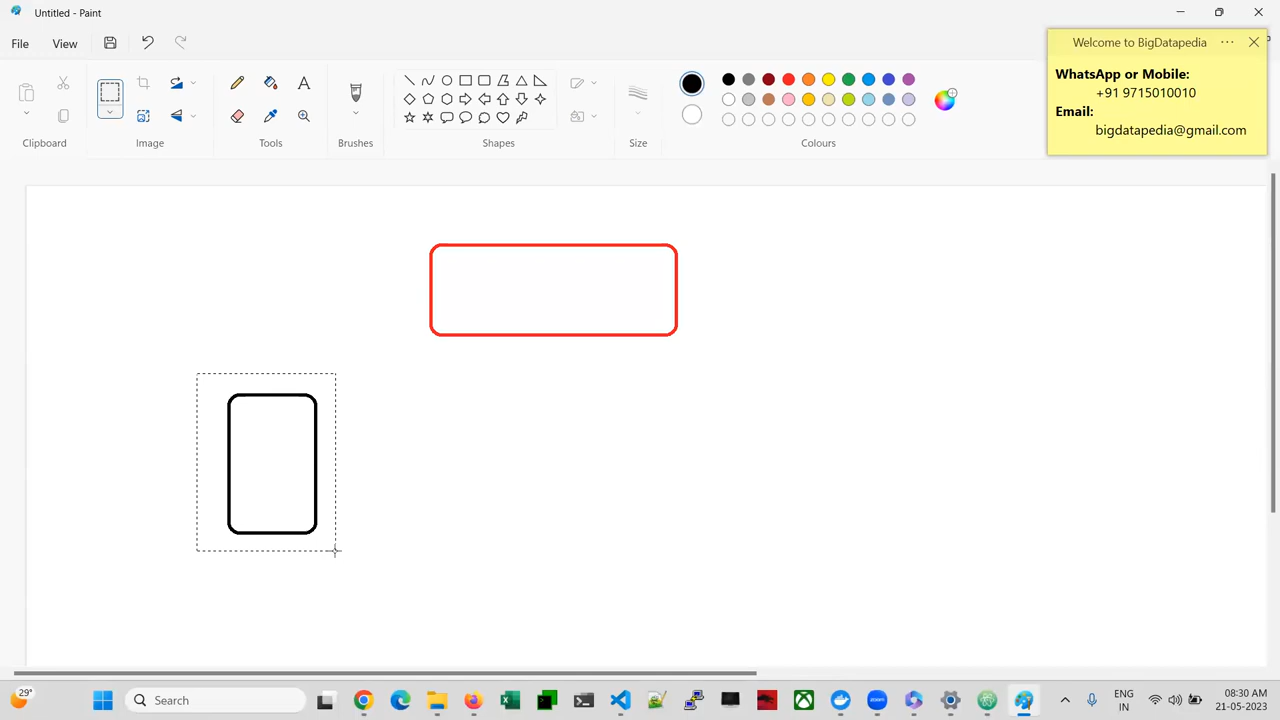 Untitled - Paint
File View
Welcome to BigDatapedia
WhatsApp or Mobile:
+91 9715010010
Email:
bigdatapedia@gmail.com
Clipboard
Image
Tools
Brushes
Shapes
Size
Colours
29°
Search
ENG
IN
08:30 AM
21-05-2023